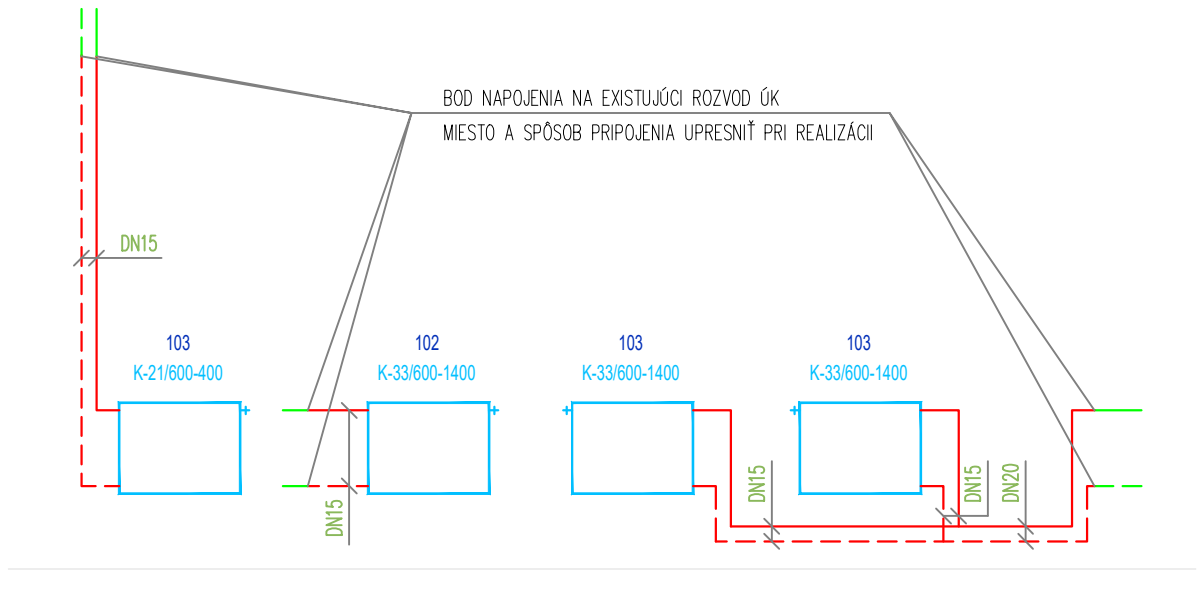 BOD NAPOJENIA NA EXISTUJÚCI ROZVOD ÚK
MIESTO A SPÔSOB PRIPOJENIA UPRESNIŤ PRI REALIZÁCII
DN15
103
K-21/600-400
102
K-33/600-1400
103
K-33/600-1400
103
K-33/600-1400
DN15
DN15
DN15
DN20